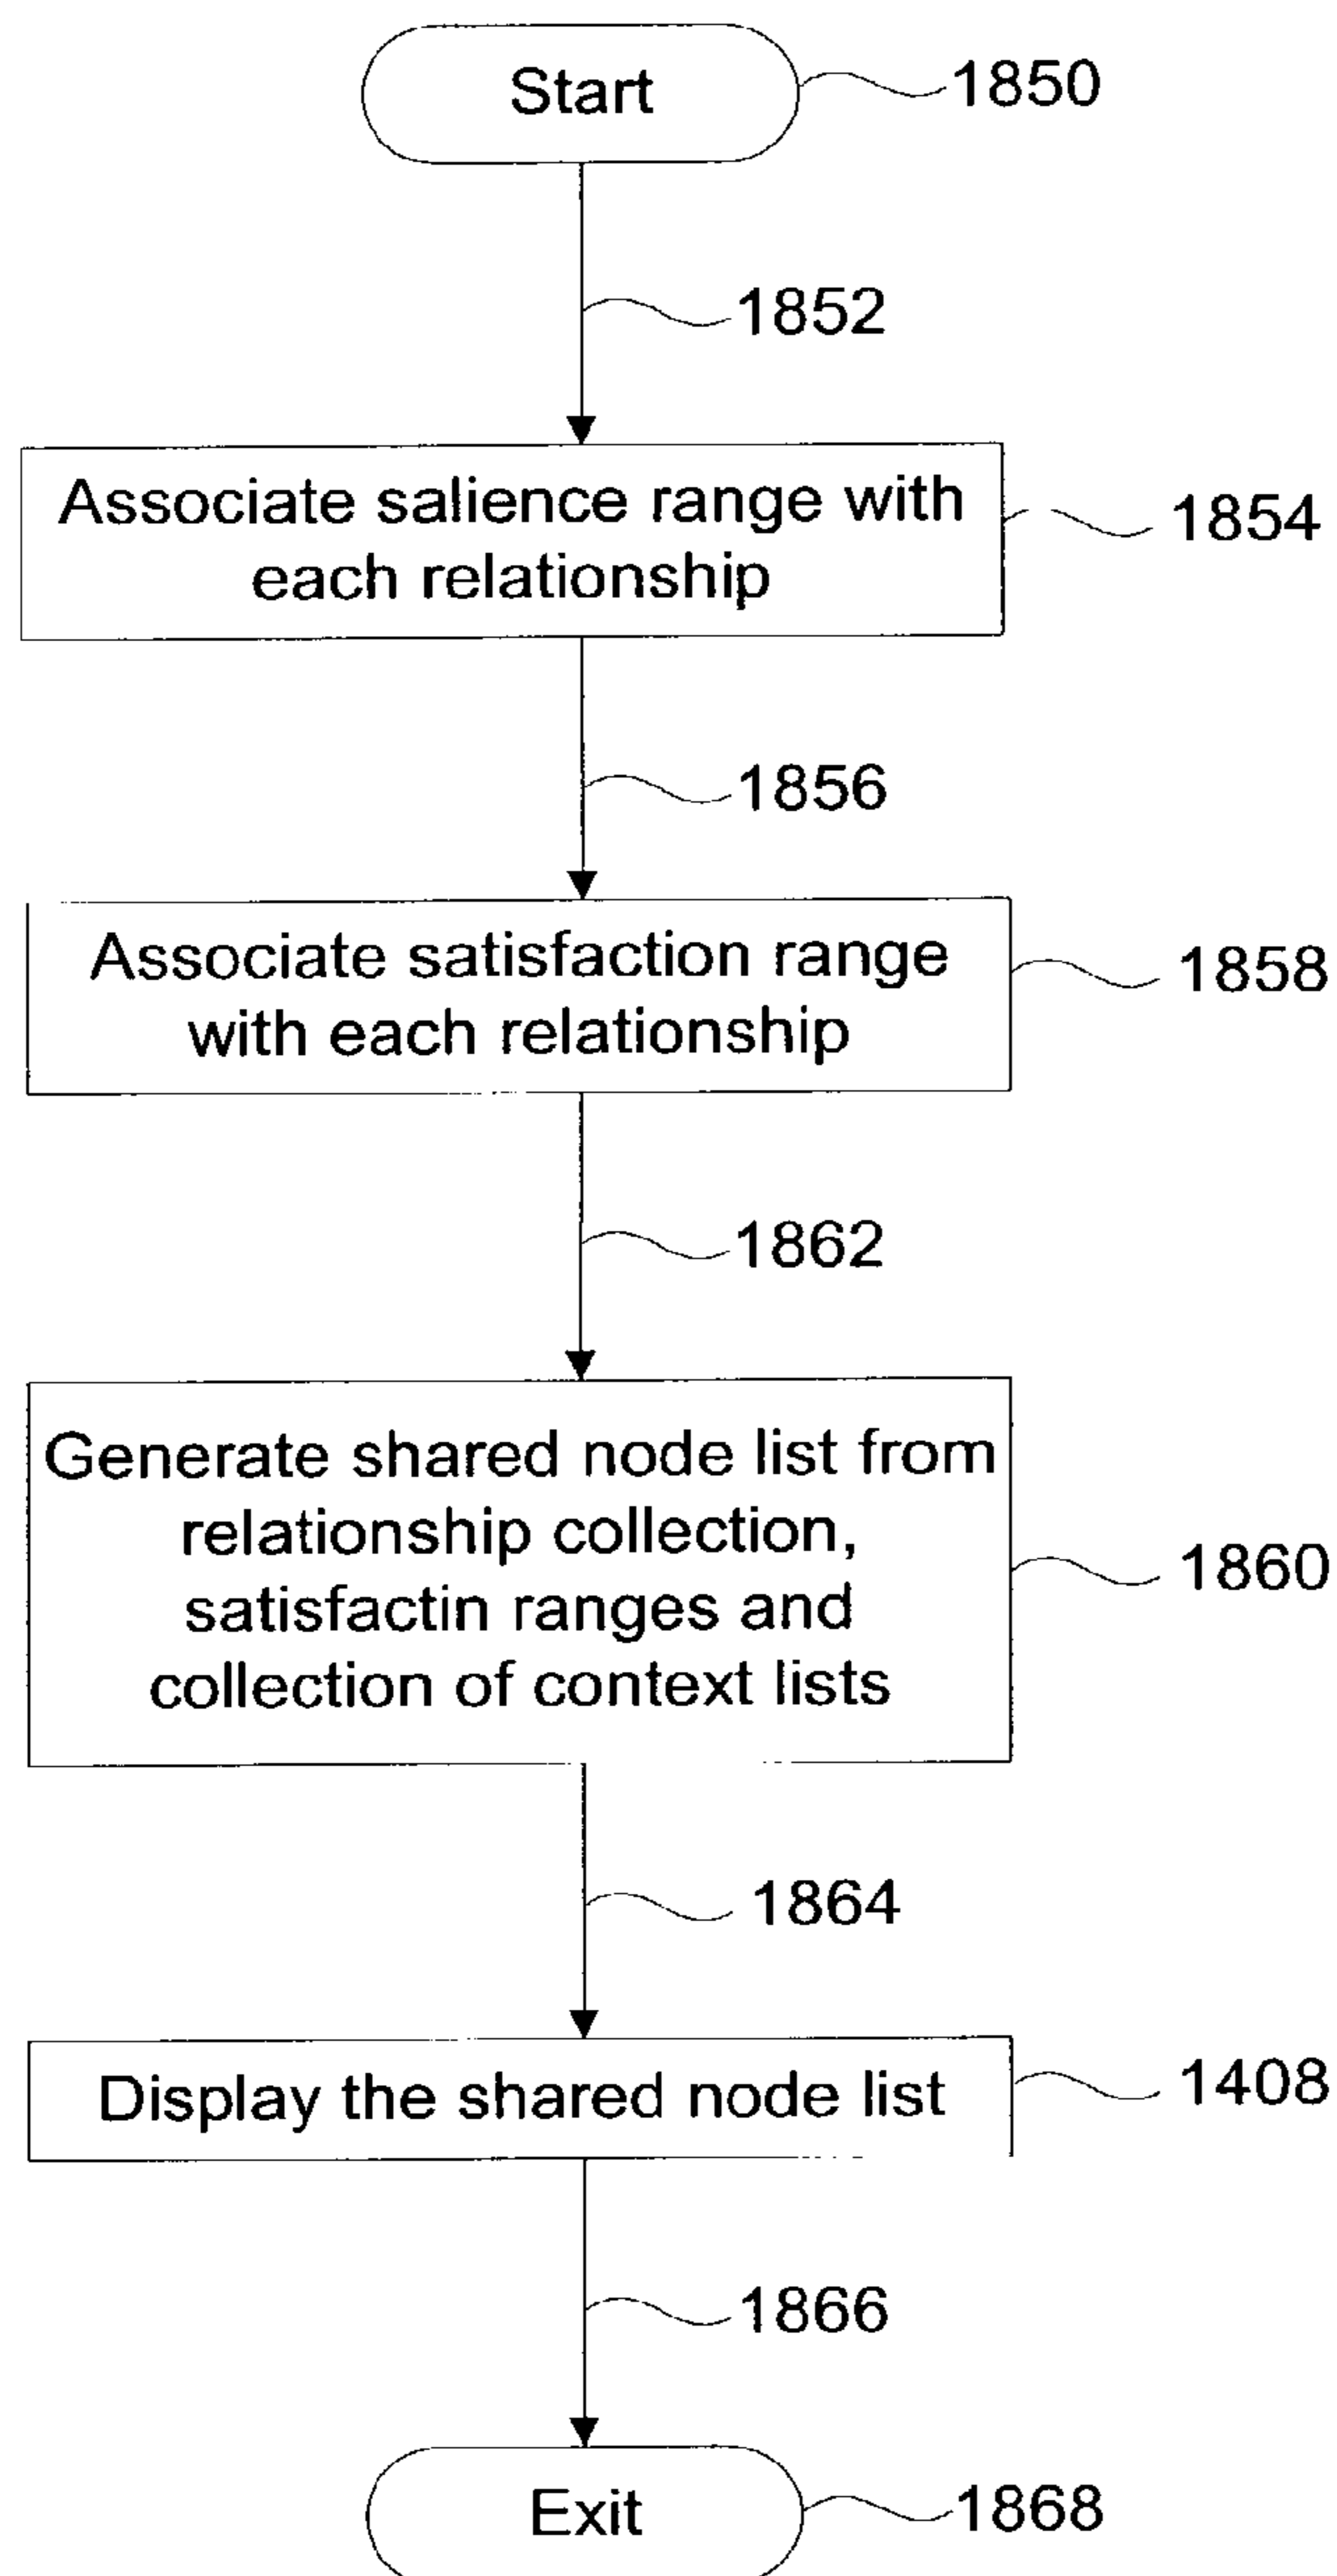 Start
1850
1852
Associate salience range with
each relationship
1854
1856
Associate satisfaction range
with each relationship
1858
1862
Generate shared node list from
relationship collection,
satisfactin ranges and
collection of context lists
1860
1864
Display the shared node list
1408
1866
Exit
1868